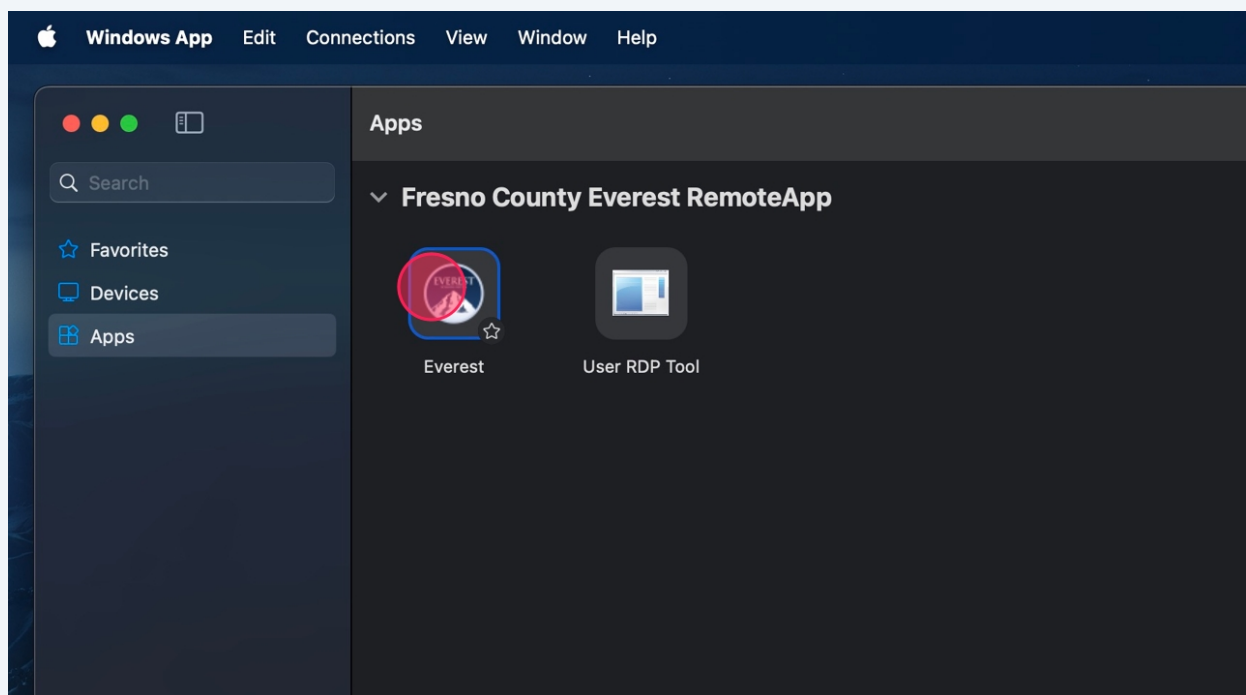 Windows App Edit Connections View Window Help
Apps
Search
Favorites
Devices
Apps
Fresno County Everest RemoteApp
EVEREST
Everest
User RDP Tool